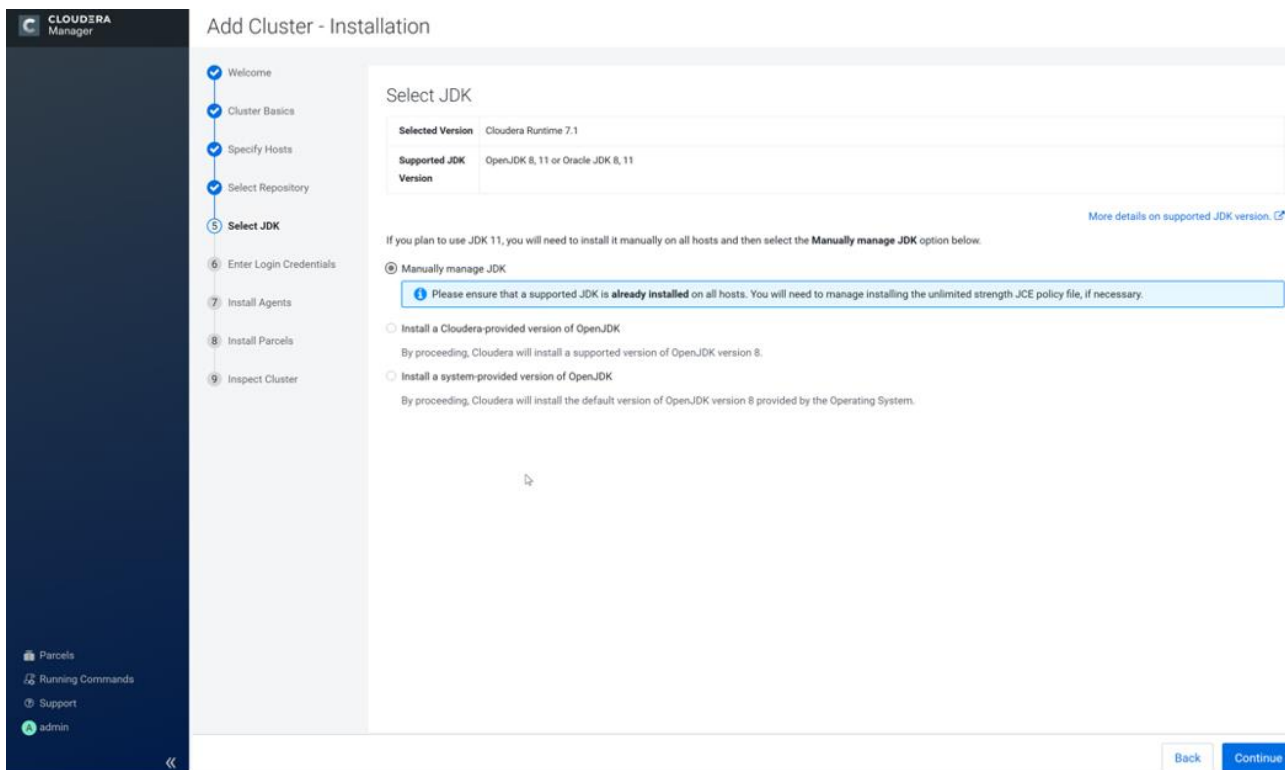 C CLOUDERA
Manager
Add Cluster - Installation
Welcome
Cluster Basics
Specify Hosts
Select Repository
5 Select JDK
6 Enter Login Credentials
7 Install Agents
8 Install Parcels
9 Inspect Cluster
Select JDK
Selected Version Cloudera Runtime 7.1
Supported JDK OpenJDK 8, 11 or Oracle JDK 8, 11
Version
More details on supported JDK version.
If you plan to use JDK 11, you will need to install it manually on all hosts and then select the Manually manage JDK option below.
Manually manage JDK
Please ensure that a supported JDK is already installed on all hosts. You will need to manage installing the unlimited strength JCE policy file, if necessary.
Install a Cloudera-provided version of OpenJDK
By proceeding, Cloudera will install a supported version of OpenJDK version 8.
Install a system-provided version of OpenJDK
By proceeding, Cloudera will install the default version of OpenJDK version 8 provided by the Operating System.
Parcels
Running Commands
Support
A admin
Back Continue